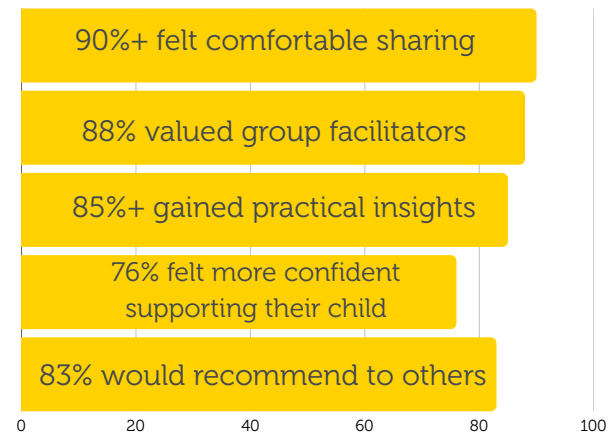 90%+ felt comfortable sharing
88% valued group facilitators
85%+ gained practical insights
76% felt more confident
supporting their child
83% would recommend to others
0 20 40 60 80 100